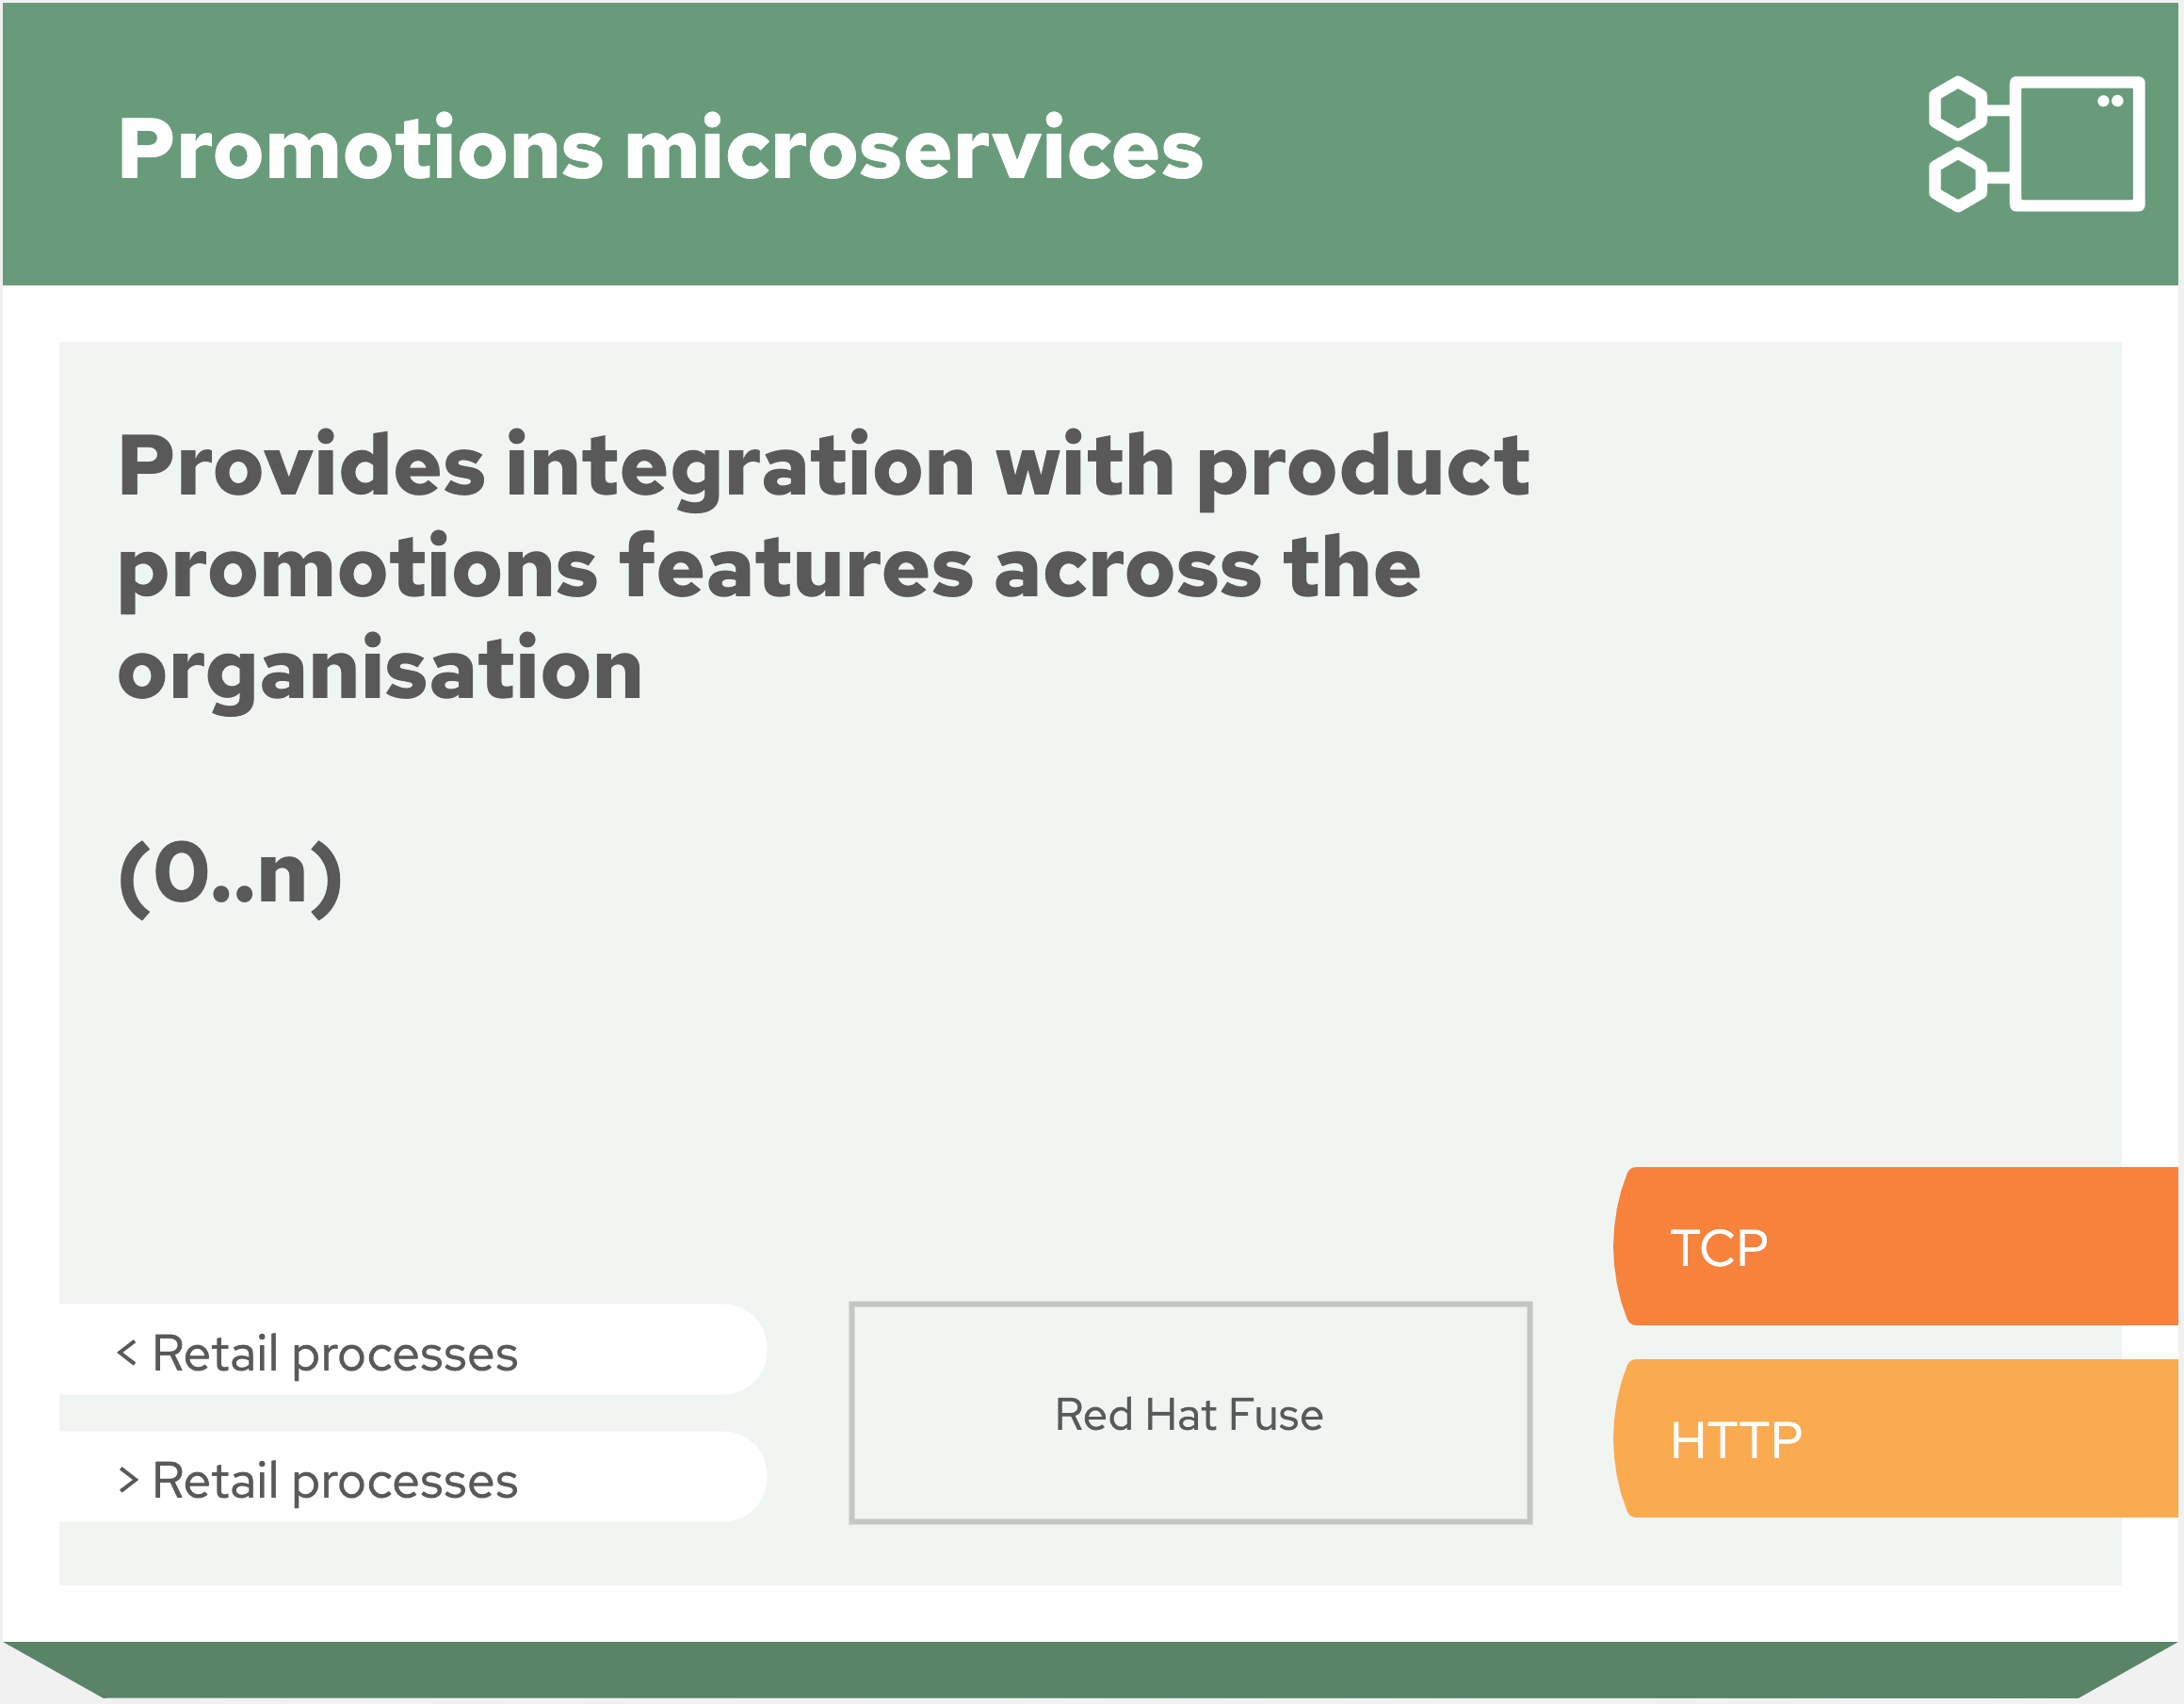 Promotions microservices
Provides integration with product
promotions features across the
organisation
(0..n)
< Retail processes
> Retail processes
Red Hat Fuse
TCP
HTTP